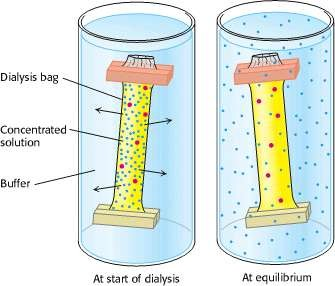 Dialysis bag
Concentrated
solution
Buffer
At start of dialysis
At equilibrium